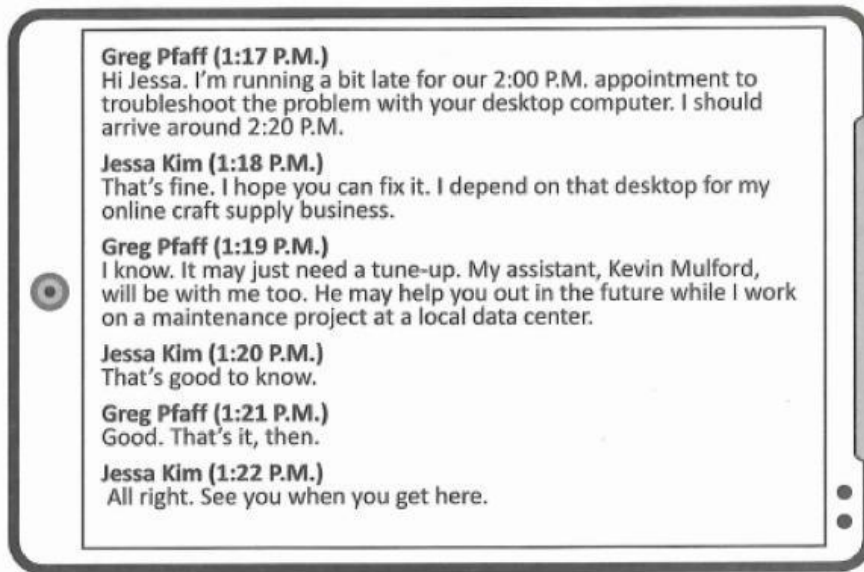 Greg Pfaff (1:17 P.M.)
Hi Jessa. I'm running a bit late for our 2:00 P.M. appointment to
troubleshoot the problem with your desktop computer. I should
arrive around 2:20 P.M.
Jessa Kim (1:18 P.M.)
That's fine. I hope you can fix it. I depend on that desktop for my
online craft supply business.
Greg Pfaff (1:19 P.M.)
I know. It may just need a tune-up. My assistant, Kevin Mulford,
will be with me too. He may help you out in the future while I work
on a maintenance project at a local data center.
Jessa Kim (1:20 P.M.)
That's good to know.
Greg Pfaff (1:21 P.M.)
Good. That's it, then.
Jessa Kim (1:22 P.M.)
All right. See you when you get here.